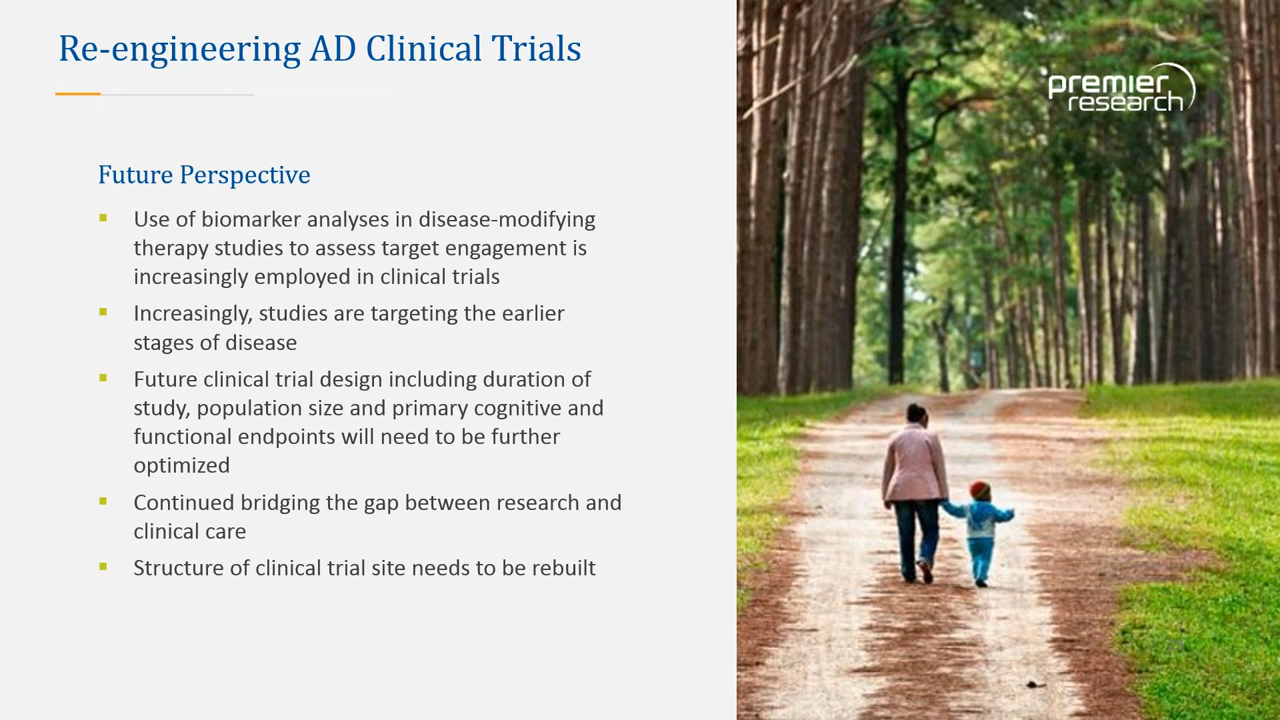 Re-engineering AD Clinical Trials
premier
research
Future Perspective
Use of biomarker analyses in disease-modifying
therapy studies to assess target engagement is
increasingly employed in clinical trials
Increasingly, studies are targeting the earlier
stages of disease
Future clinical trial design including duration of
study, population size and primary cognitive and
functional endpoints will need to be further
optimized
Continued bridging the gap between research and
clinical care
Structure of clinical trial site needs to be rebuilt